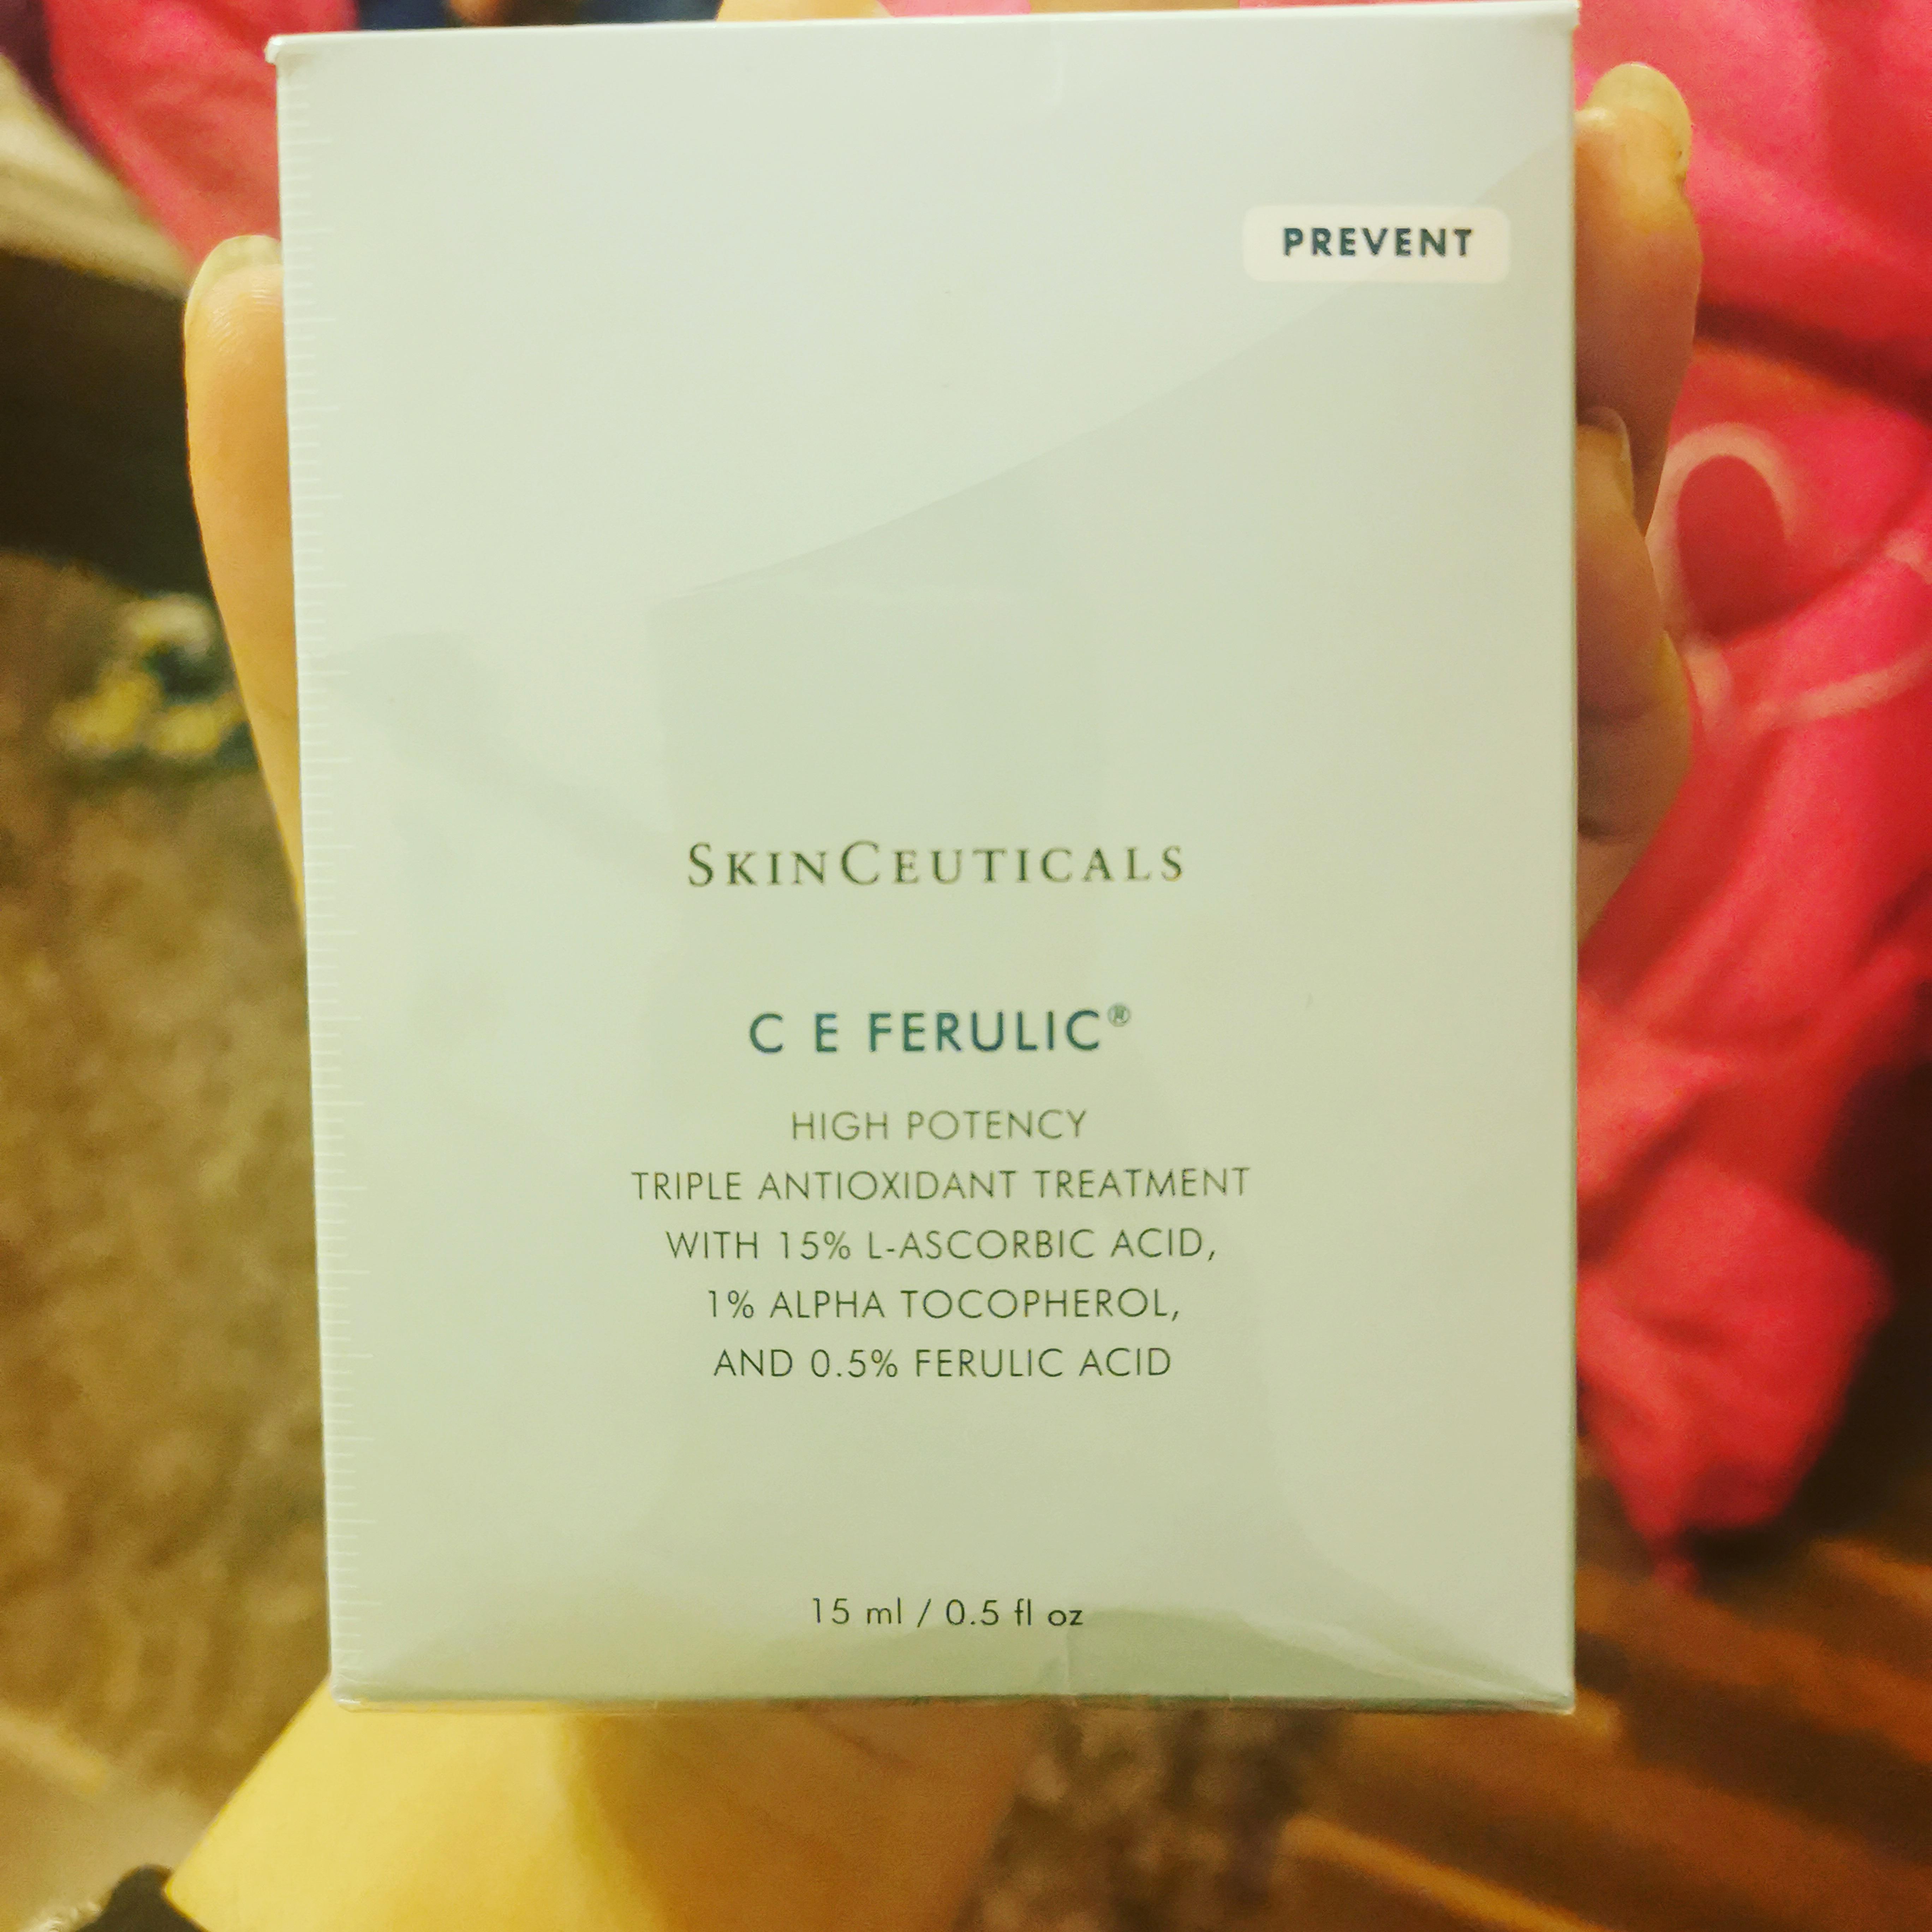 PREVENT
SKINCEUTICALS
C E FERULIC®
HIGH POTENCY
TRIPLE ANTIOXIDANT TREATMENT
WITH 15% L-ASCORBIC ACID,
1% ALPHA TOCOPHEROL,
AND 0.5% FERULIC ACID
15 ml / 0.5 fl oz